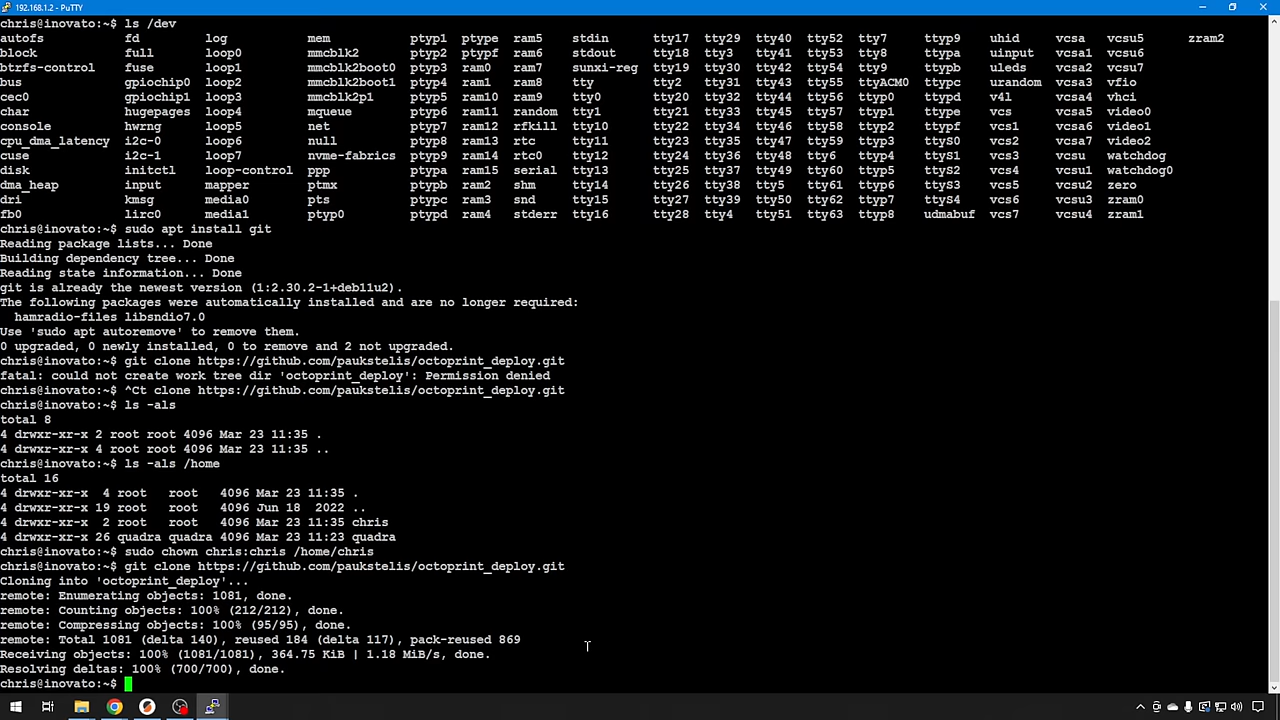 192.168.1.2 - PuTTY
chris@inovato:~$ ls /dev
autofs fd log mem ptyp1 ptype ram5 stdin tty17 tty29 tty40 tty52 tty7 ttyp9 uhid vcsa vcsu5 zram2
block full loop0 mmcblk2 ptyp2 ptypf ram6 stdout tty18 tty3 tty41 tty53 tty8 ttypa uinput vcsa1 vcsu6
btrfs-control fuse loop1 mmcblk2boot0 ptyp3 ram0 ram7 sunxi-reg tty19 tty30 tty42 tty54 tty9 ttypb uleds vcsa2 vcsu7
bus gpiochip0 loop2 mmcblk2boot1 ptyp4 ram1 ram8 tty tty2 tty31 tty43 tty55 ttyACM0 ttypc urandom vcsa3 vfio
cec0 gpiochip1 loop3 mmcblk2p1 ptyp5 ram10 ram9 tty0 tty20 tty32 tty44 tty56 ttyp0 ttypd v4l vcsa4 vhci
char hugepages loop4 mqueue ptyp6 ram11 random tty1 tty21 tty33 tty45 tty57 ttyp1 ttype vcs vcsa5 video0
console hwrng loop5 net ptyp7 ram12 rfkill tty10 tty22 tty34 tty46 tty58 ttyp2 ttypf vcs1 vcsa6 video1
cpu_dma_latency i2c-0 loop6 null ptyp8 ram13 rtc tty11 tty23 tty35 tty47 tty59 ttyp3 ttyS0 vcs2 vcsa7 video2
cuse i2c-1 loop7 nvme-fabrics ptyp9 ram14 rtc0 tty12 tty24 tty36 tty48 tty6 ttyp4 ttyS1 vcs3 vcsu watchdog
disk initctl loop-control ppp ptypa ram15 serial tty13 tty25 tty37 tty49 tty60 ttyp5 ttyS2 vcs4 vcsu1 watchdog0
dma_heap input mapper ptmx ptypb ram2 shm tty14 tty26 tty38 tty5 tty61 ttyp6 ttyS3 vcs5 vcsu2 zero
dri kmsg media0 pts ptypc ram3 snd tty15 tty27 tty39 tty50 tty62 ttyp7 ttyS4 vcs6 vcsu3 zram0
fb0 lirc0 media1 ptyp0 ptypd ram4 stderr tty16 tty28 tty4 tty51 tty63 ttyp8 udmabuf vcs7 vcsu4 zram1
chris@inovato:~$ sudo apt install git
Reading package lists... Done
Building dependency tree... Done
Reading state information... Done
git is already the newest version (1:2.30.2-1+deb11u2).
The following packages were automatically installed and are no longer required:
hamradio-files libsndio7.0
Use 'sudo apt autoremove' to remove them.
0 upgraded, 0 newly installed, 0 to remove and 2 not upgraded.
chris@inovato:~$ git clone https://github.com/paukstelis/octoprint_deploy.git
fatal: could not create work tree dir 'octoprint_deploy': Permission denied
chris@inovato:~$ ^Ct clone https://github.com/paukstelis/octoprint_deploy.git
chris@inovato:~$ ls -als
total 8
4 drwxr-xr-x 2 root root 4096 Mar 23 11:35 .
4 drwxr-xr-x 4 root root 4096 Mar 23 11:35 ..
chris@inovato:~$ ls -als /home
total 16
4 drwxr-xr-x 4 root root 4096 Mar 23 11:35 .
4 drwxr-xr-x 19 root root 4096 Jun 18 2022 ..
4 drwxr-xr-x 2 root root 4096 Mar 23 11:35 chris
4 drwxr-xr-x 26 quadra quadra 4096 Mar 23 11:23 quadra
chris@inovato:~$ sudo chown chris:chris /home/chris
chris@inovato:~$ git clone https://github.com/paukstelis/octoprint_deploy.git
Cloning into 'octoprint_deploy'...
remote: Enumerating objects: 1081, done.
remote: Counting objects: 100% (212/212), done.
remote: Compressing objects: 100% (95/95), done.
remote: Total 1081 (delta 140), reused 184 (delta 117), pack-reused 869
Receiving objects: 100% (1081/1081), 364.75 KiB | 1.18 MiB/s, done.
Resolving deltas: 100% (700/700), done.
chris@inovato:~$